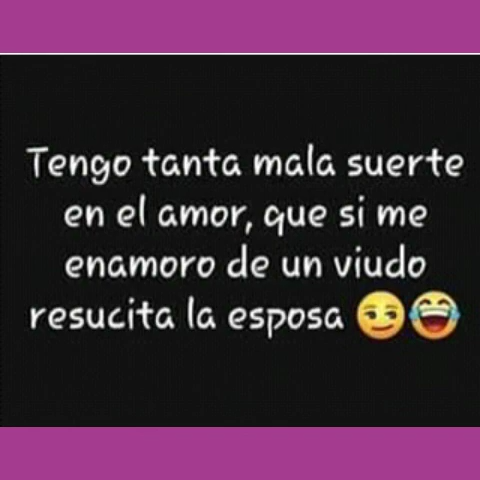 Tengo tanta mala suerte
en el amor, que si me
enamoro de un viudo
resucita la esposa 😏😂